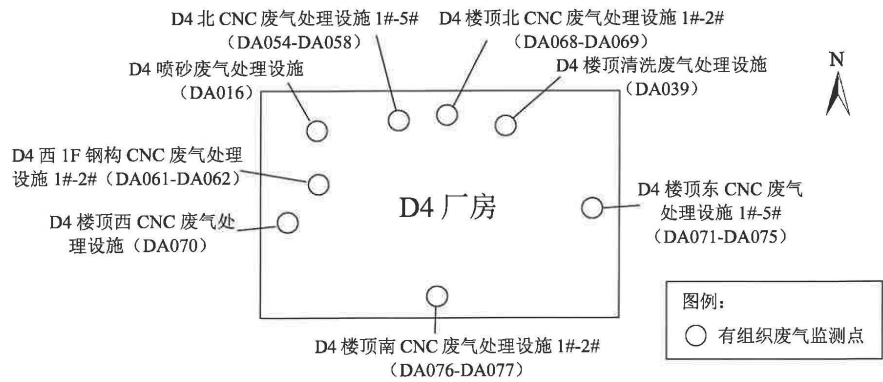 D4 北 CNC 废气处理设施 1#-5#
（DA054-DA058）
D4 楼顶北 CNC 废气处理设施 1#-2#
（DA068-DA069）
D4 喷砂废气处理设施
（DA016）
D4 楼顶清洗废气处理设施
（DA039）
N
D4 西 1F 钢构 CNC 废气处理
设施 1#-2#（DA061-DA062）
D4 楼顶西 CNC 废气处
理设施（DA070）
D4 厂房
D4 楼顶东 CNC 废气
处理设施 1#-5#
（DA071-DA075）
D4 楼顶南 CNC 废气处理设施 1#-2#
（DA076-DA077）
图例：
有组织废气监测点